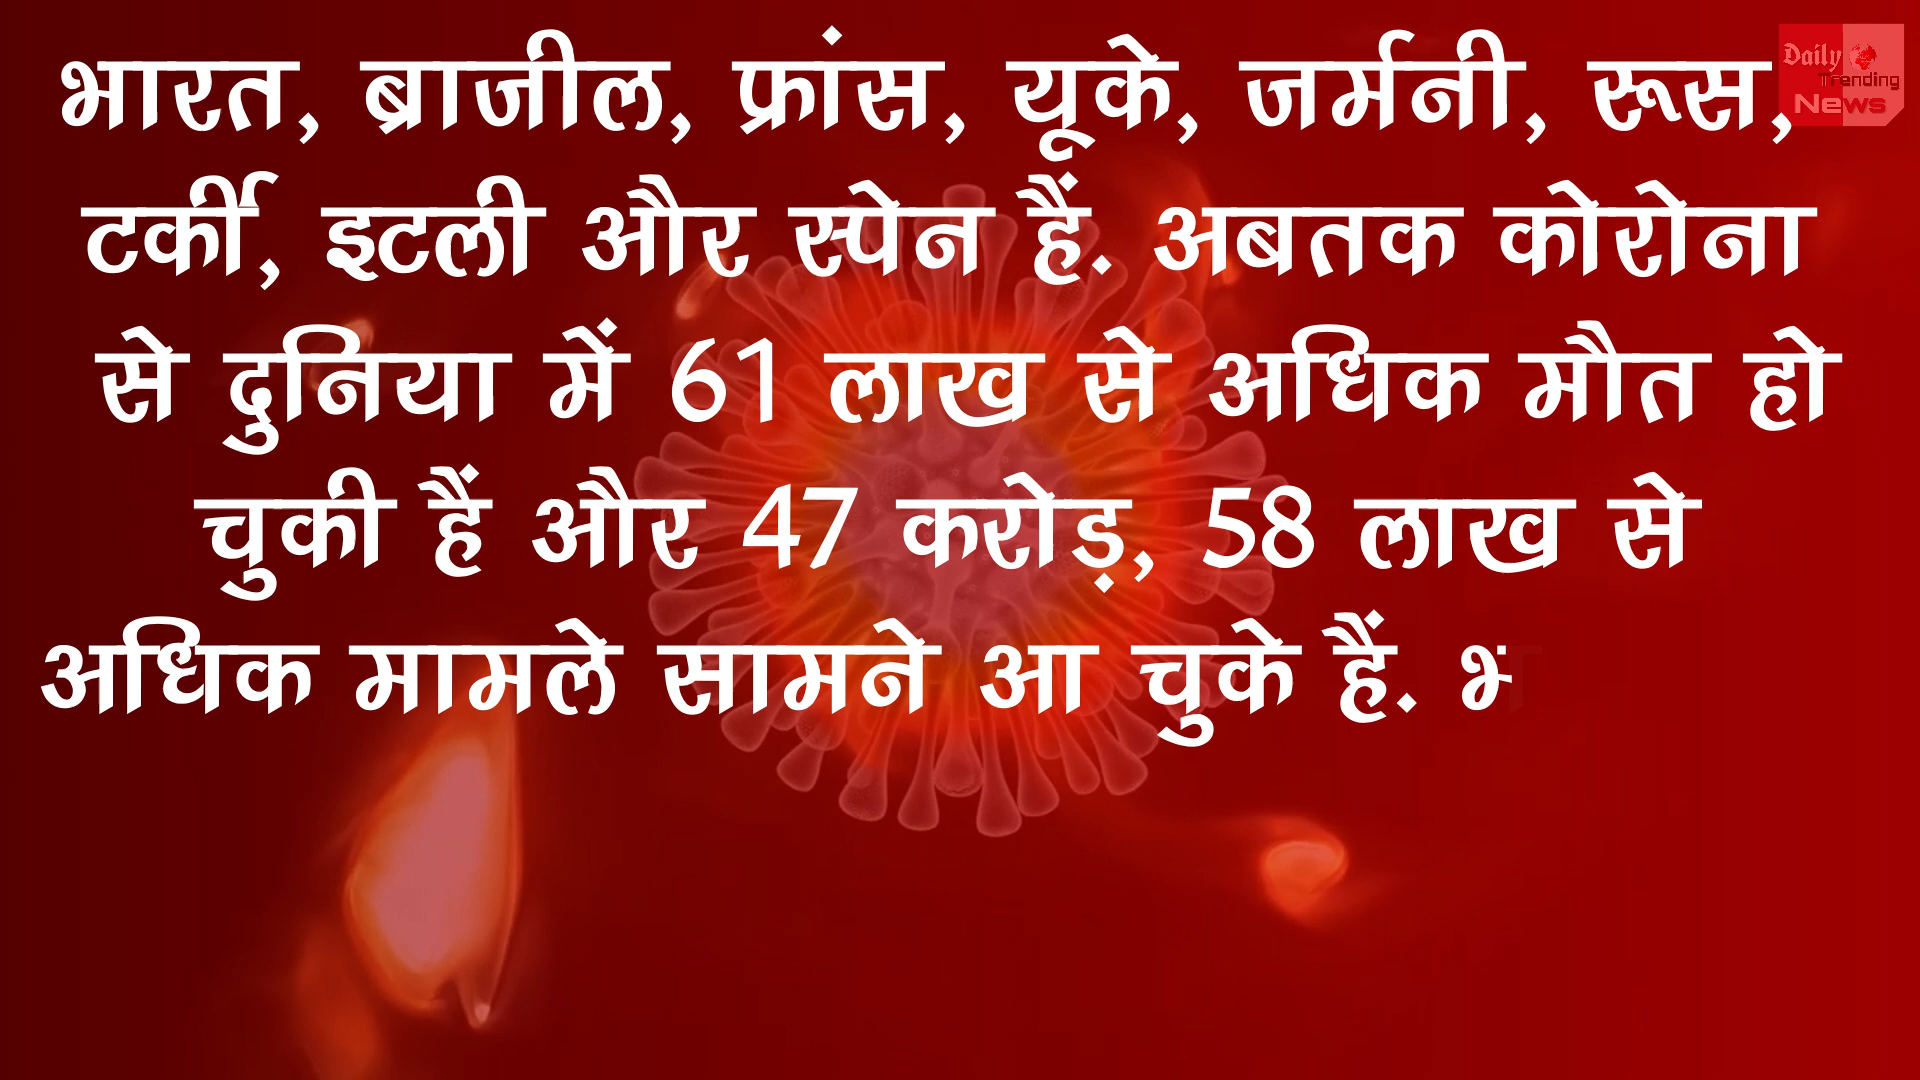 भारत, ब्राजील, फ्रांस, यूके, जर्मनी, रूस,
टर्की, इटली और स्पेन हैं. अबतक कोरोना
से दुनिया में 61 लाख से अधिक मौत हो
चुकी हैं और 47 करोड़, 58 लाख से
अधिक मामले सामने आ चुके हैं.
Daily
Trending
News